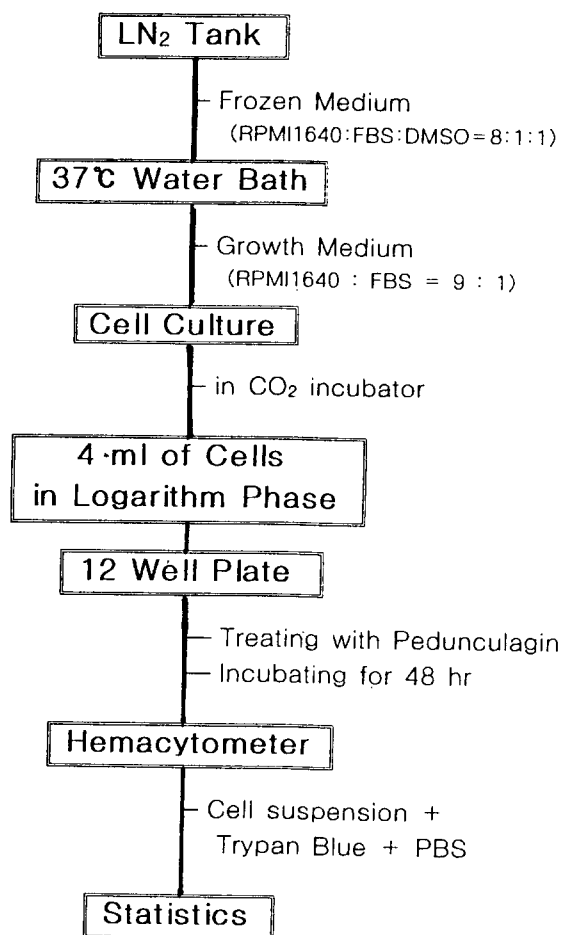 LN₂ Tank
Frozen Medium
(RPMI1640:FBS:DMSO=8:1:1)
37℃ Water Bath
Growth Medium
(RPMI1640 : FBS = 9 : 1)
Cell Culture
in CO₂ incubator
4·ml of Cells
in Logarithm Phase
12 Well Plate
Treating with Pedunculagin
Incubating for 48 hr
Hemacytometer
Cell suspension +
Trypan Blue + PBS
Statistics